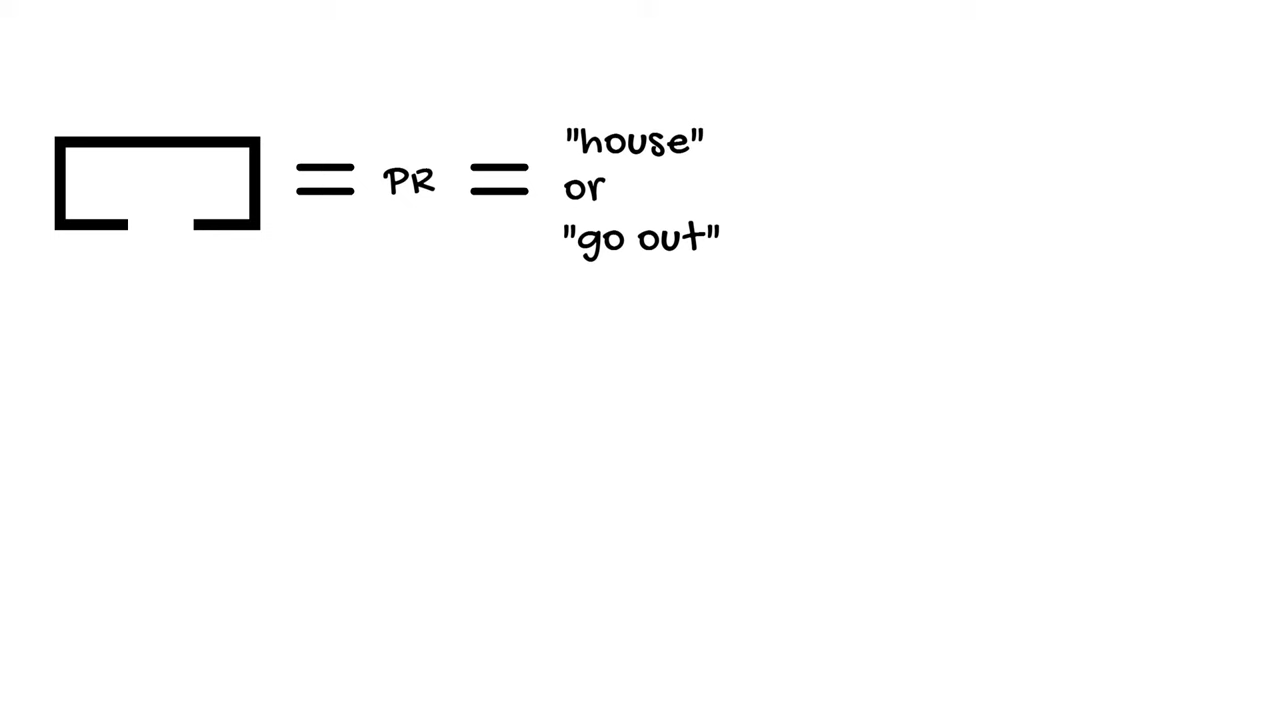 "house"
= PR = or
"go out"